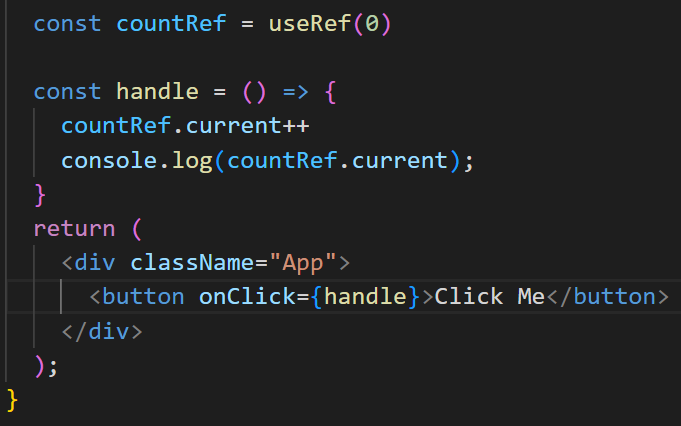 const countRef = useRef(0)
const handle = () => {
countRef.current++
console.log(countRef.current);
}
return (
<div className="App">
<button onClick={handle}>Click Me</button>
</div>
);
}